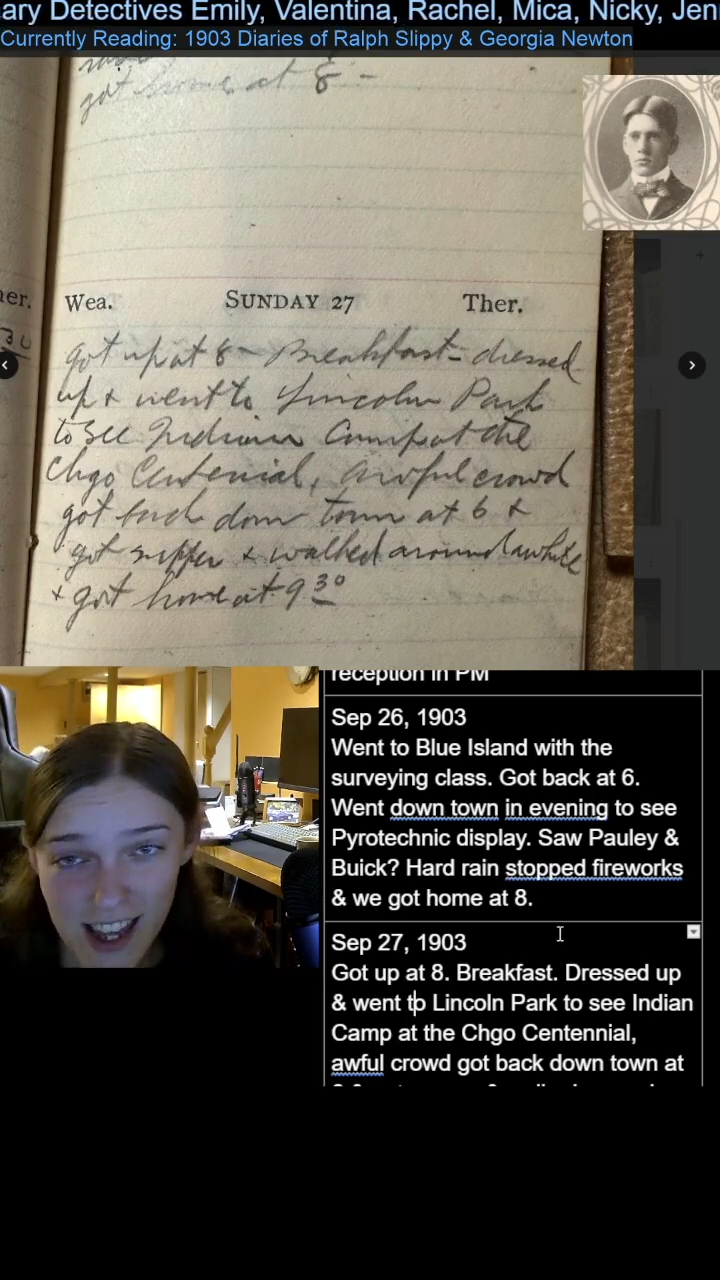 ary Detectives Emily, Valentina, Rachel, Mica, Nicky, Jen
Currently Reading: 1903 Diaries of Ralph Slippy & Georgia Newton
got home at 8 -
er. Wea. SUNDAY 27 Ther.
30
got up at 8 - Breakfast - dressed
up & went to Lincoln Park
to see Indian Camp at the
Chgo Centenial, awful crowd
got back down town at 6 &
got supper & walked around awhile
& got home at 9 30
reception in PM
Sep 26, 1903
Went to Blue Island with the
surveying class. Got back at 6.
Went down town in evening to see
Pyrotechnic display. Saw Pauley &
Buick? Hard rain stopped fireworks
& we got home at 8.
Sep 27, 1903
Got up at 8. Breakfast. Dressed up
& went to Lincoln Park to see Indian
Camp at the Chgo Centennial,
awful crowd got back down town at